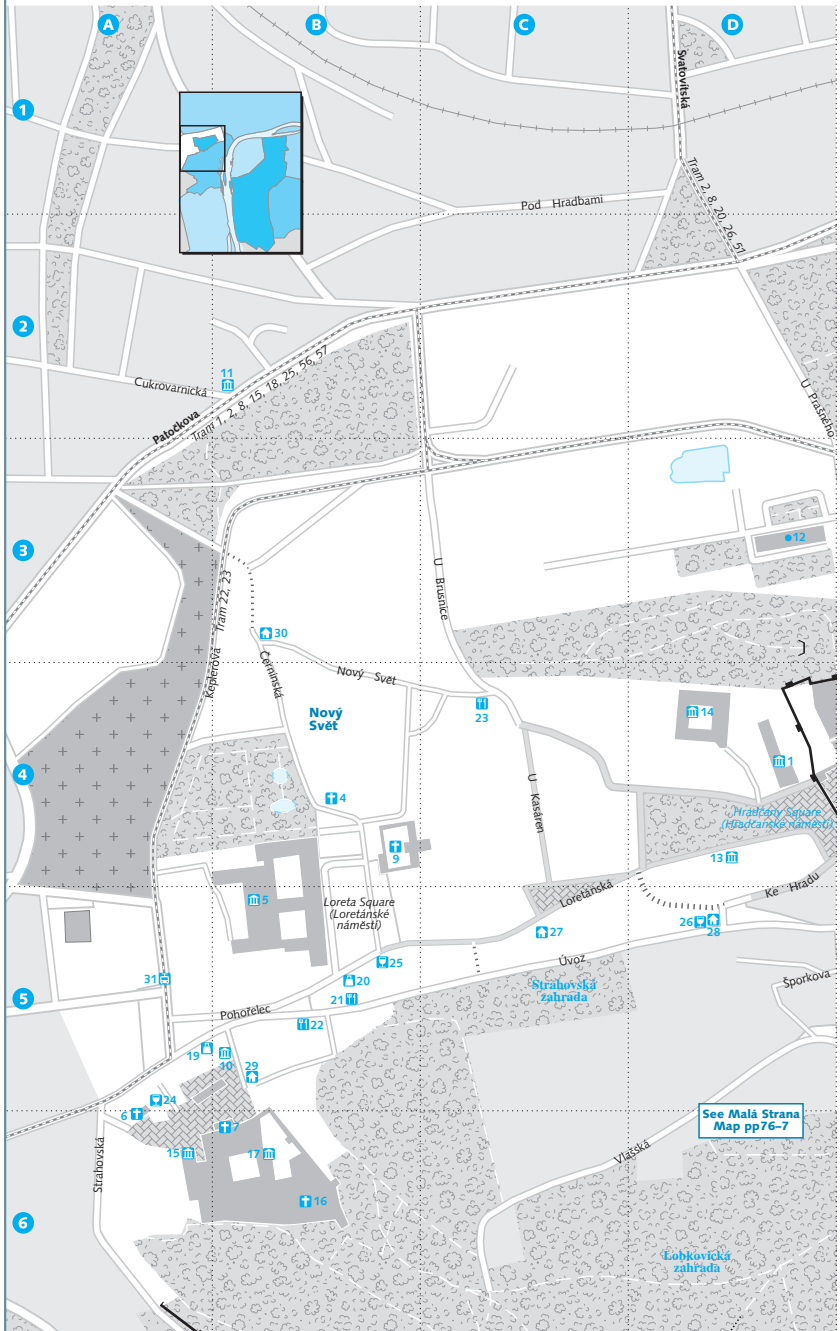 A
B
C
D
1
Svatovítská
Tram 2, 8, 20, 26, 51
Pod Hradbami
2
11
Cukrovarnická
Patočkova
Tram 1, 2, 8, 15, 18, 25, 56, 57
U Prašného
3
12
Tram 22, 23
U Brusnice
30
Keplerova
Černínská
Nový Svět
Nový
Svět
23
14
1
4
4
U Kasáren
Hradčany Square
(Hradčanské náměstí)
9
13
5
Loreta Square
(Loretánské
náměstí)
Loretánská
Ke Hradu
26
28
27
25
Úvoz
31
20
Strahovská
zahrada
Šporkova
5
21
Pohořelec
22
19
10
29
24
6
See Malá Strana
Map pp76–7
7
Vlašská
15
17
Strahovská
16
6
Lobkovická
zahrada